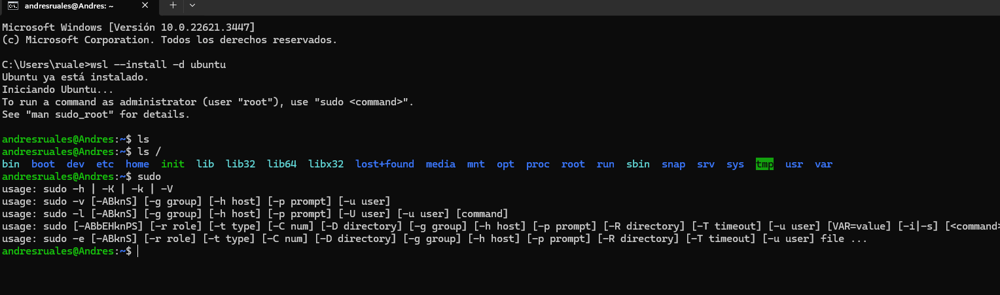 andresruales@Andres: ~
Microsoft Windows [Versión 10.0.22621.3447]
(c) Microsoft Corporation. Todos los derechos reservados.
C:\Users\ruale>wsl --install -d ubuntu
Ubuntu ya está instalado.
Iniciando Ubuntu...
To run a command as administrator (user "root"), use "sudo <command>".
See "man sudo_root" for details.
andresruales@Andres:~$ ls
andresruales@Andres:~$ ls /
bin boot dev etc home init lib lib32 lib64 libx32 lost+found media mnt opt proc root run sbin snap srv sys tmp usr var
andresruales@Andres:~$ sudo
usage: sudo -h | -K | -k | -V
usage: sudo -v [-ABknS] [-g group] [-h host] [-p prompt] [-u user]
usage: sudo -l [-ABknS] [-g group] [-h host] [-p prompt] [-U user] [-u user] [command]
usage: sudo [-ABbEHknPS] [-r role] [-t type] [-C num] [-D directory] [-g group] [-h host] [-p prompt] [-R directory] [-T timeout] [-u user] [VAR=value] [-i|-s] [<command>
usage: sudo -e [-ABknS] [-r role] [-t type] [-C num] [-D directory] [-g group] [-h host] [-p prompt] [-R directory] [-T timeout] [-u user] file ...
andresruales@Andres:~$